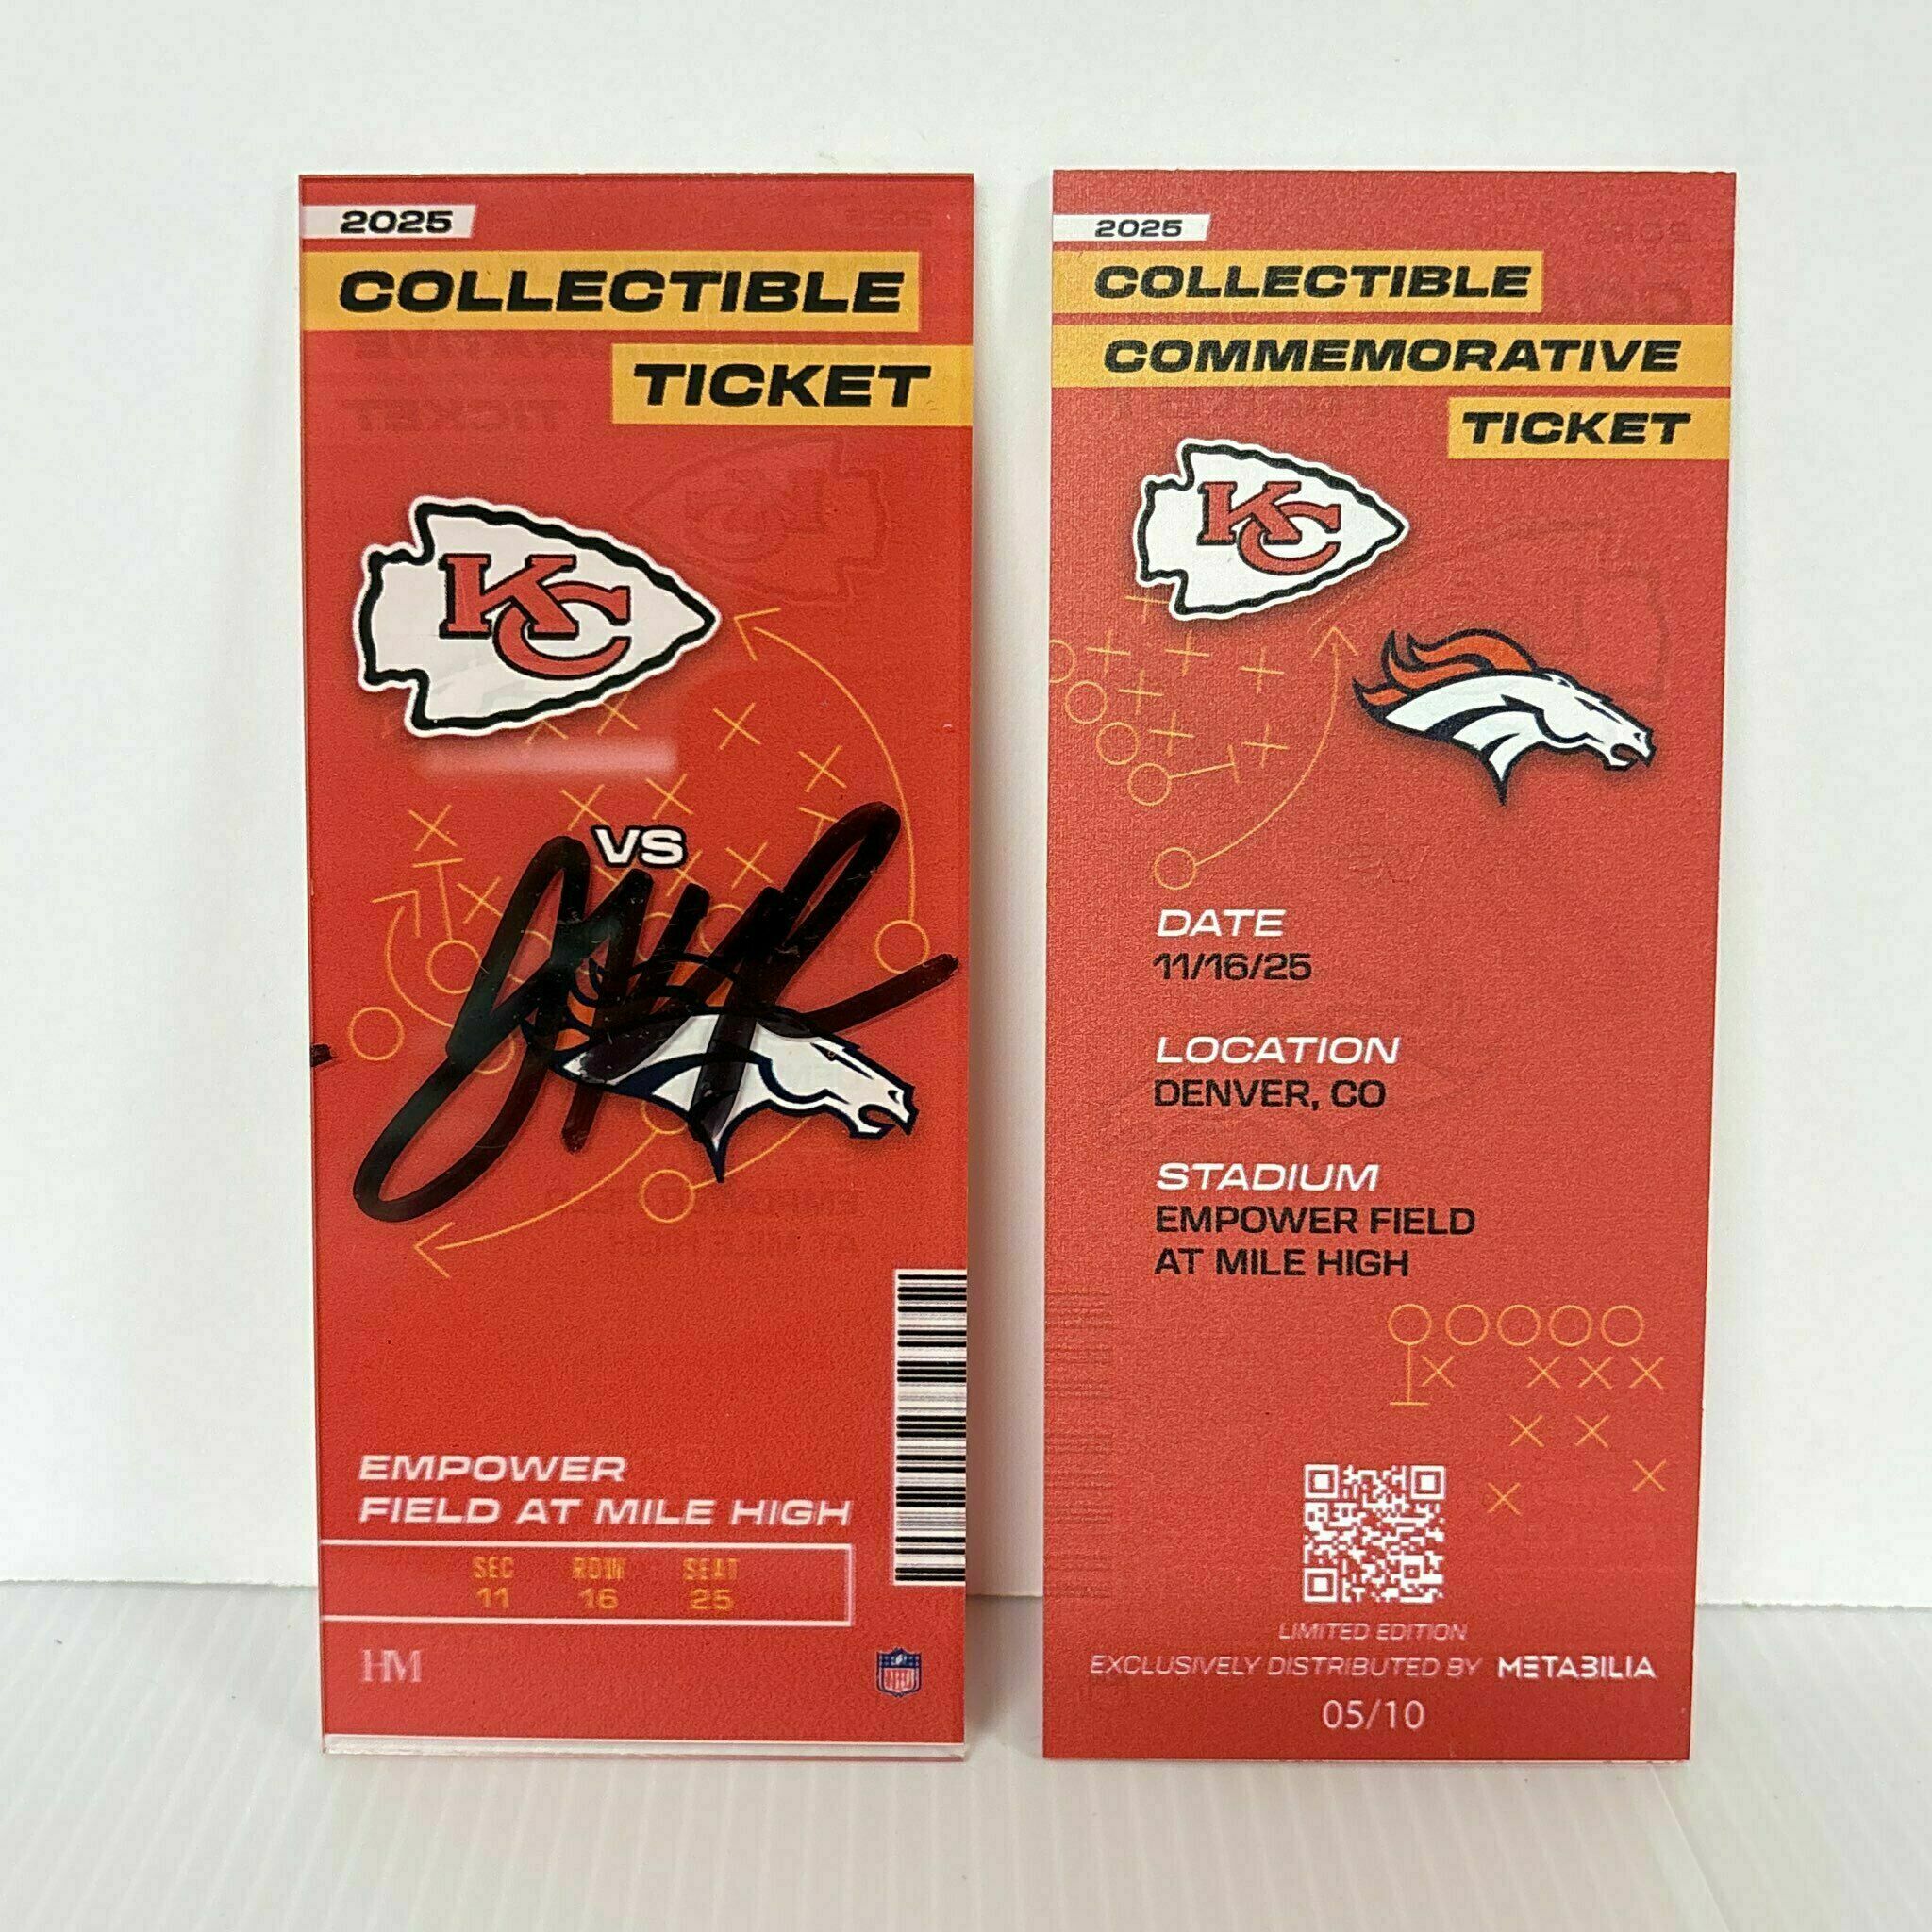 2025
COLLECTIBLE
TICKET
KC
VS
EMPOWER
FIELD AT MILE HIGH
SEC ROW SEAT
11 16 25
HM
NFL
2025
COLLECTIBLE
COMMEMORATIVE
TICKET
KC
DATE
11/16/25
LOCATION
DENVER, CO
STADIUM
EMPOWER FIELD
AT MILE HIGH
LIMITED EDITION
EXCLUSIVELY DISTRIBUTED BY METABILIA
05/10